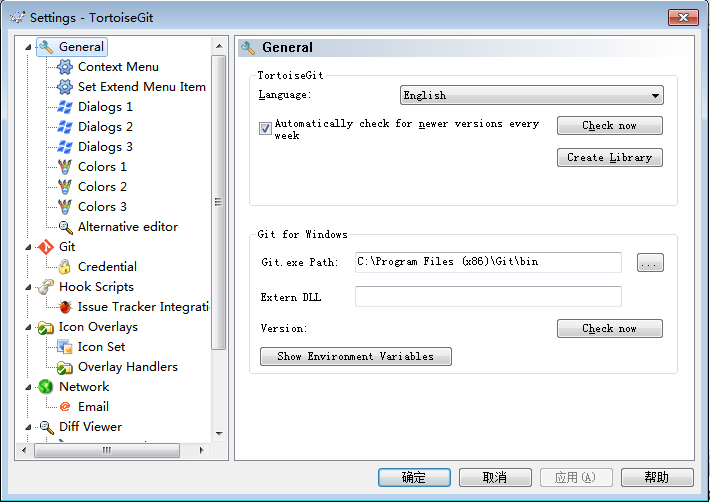 Settings - TortoiseGit
General
Context Menu
Set Extend Menu Item
Dialogs 1
Dialogs 2
Dialogs 3
Colors 1
Colors 2
Colors 3
Alternative editor
Git
Credential
Hook Scripts
Issue Tracker Integratio
Icon Overlays
Icon Set
Overlay Handlers
Network
Email
Diff Viewer
General
TortoiseGit
Language:
English
Automatically check for newer versions every
week
Check now
Create Library
Git for Windows
Git.exe Path:
C:\Program Files (x86)\Git\bin
...
Extern DLL
Version:
Check now
Show Environment Variables
确定
取消
应用(A)
帮助